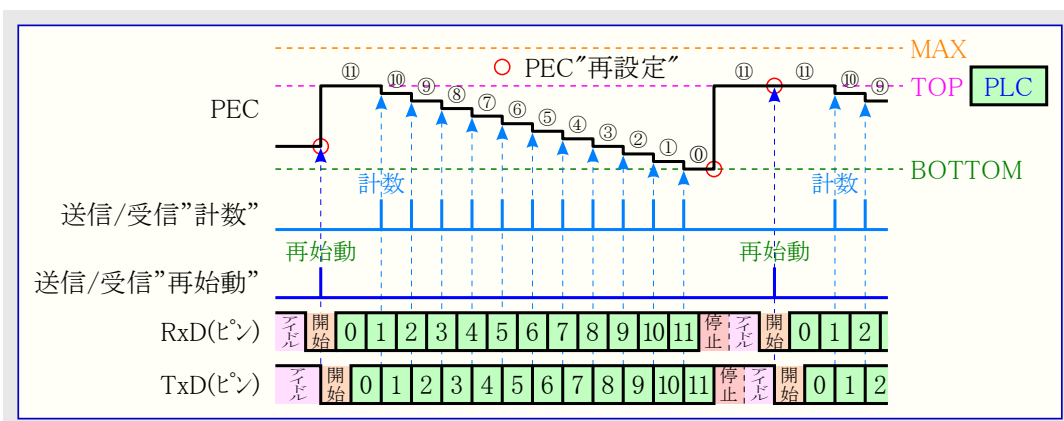 MAX
⑪ ⑩ ⑨ ⑧ ⑦ ⑥ ⑤ ④ ③ ② ① ⓪ ⑪ ⑪ ⑩ ⑨
PEC"再設定"
TOP PLC
PEC
BOTTOM
計数 計数
送信/受信"計数"
再始動 再始動
送信/受信"再始動"
RxD(ピン) アイドル 開始 0 1 2 3 4 5 6 7 8 9 10 11 停止 アイドル 開始 0 1 2
TxD(ピン) アイドル 開始 0 1 2 3 4 5 6 7 8 9 10 11 停止 アイドル 開始 0 1 2